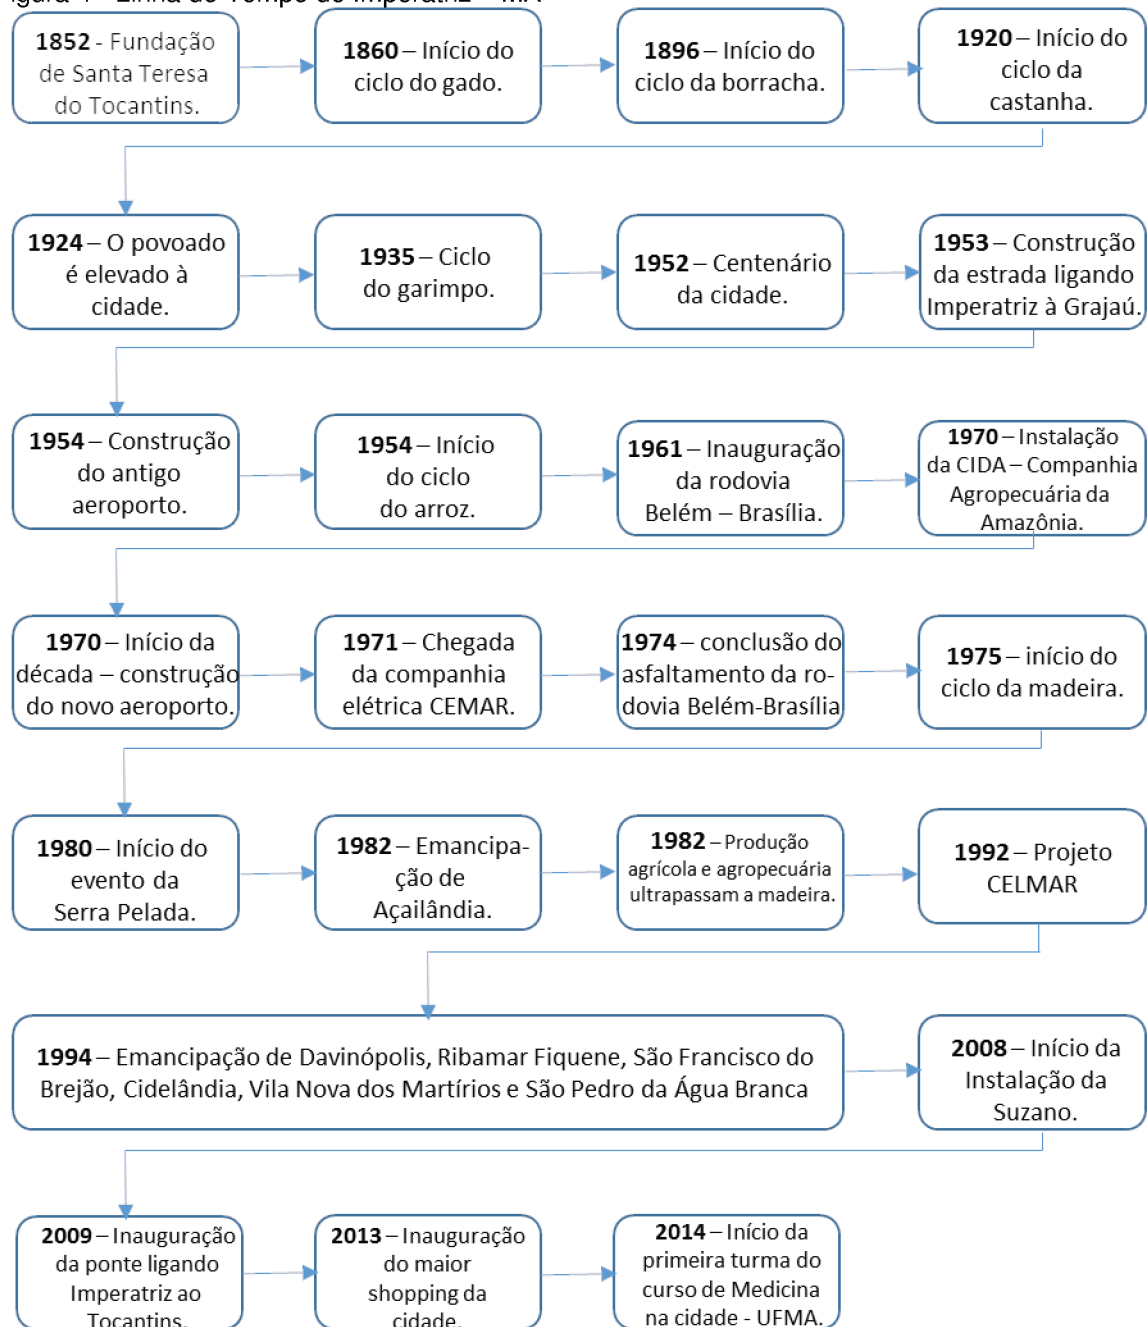 Figura 4 - Linha do Tempo de Imperatriz – MA
1852 - Fundação
de Santa Teresa
do Tocantins.
1860 – Início do
ciclo do gado.
1896 – Início do
ciclo da borracha.
1920 – Início do
ciclo da
castanha.
1924 – O povoado
é elevado à
cidade.
1935 – Ciclo
do garimpo.
1952 – Centenário
da cidade.
1953 – Construção
da estrada ligando
Imperatriz à Grajaú.
1954 – Construção
do antigo
aeroporto.
1954 – Início
do ciclo
do arroz.
1961 – Inauguração
da rodovia
Belém – Brasília.
1970 – Instalação
da CIDA – Companhia
Agropecuária da
Amazônia.
1970 – Início da
década – construção
do novo aeroporto.
1971 – Chegada
da companhia
elétrica CEMAR.
1974 – conclusão do
asfaltamento da ro-
dovia Belém-Brasília
1975 – início do
ciclo da madeira.
1980 – Início do
evento da
Serra Pelada.
1982 – Emancipa-
ção de
Açailândia.
1982 – Produção
agrícola e agropecuária
ultrapassam a madeira.
1992 – Projeto
CELMAR
1994 – Emancipação de Davinópolis, Ribamar Fiquene, São Francisco do
Brejão, Cidelândia, Vila Nova dos Martírios e São Pedro da Água Branca
2008 – Início da
Instalação da
Suzano.
2009 – Inauguração
da ponte ligando
Imperatriz ao
Tocantins.
2013 – Inauguração
do maior
shopping da
cidade.
2014 – Início da
primeira turma do
curso de Medicina
na cidade - UFMA.